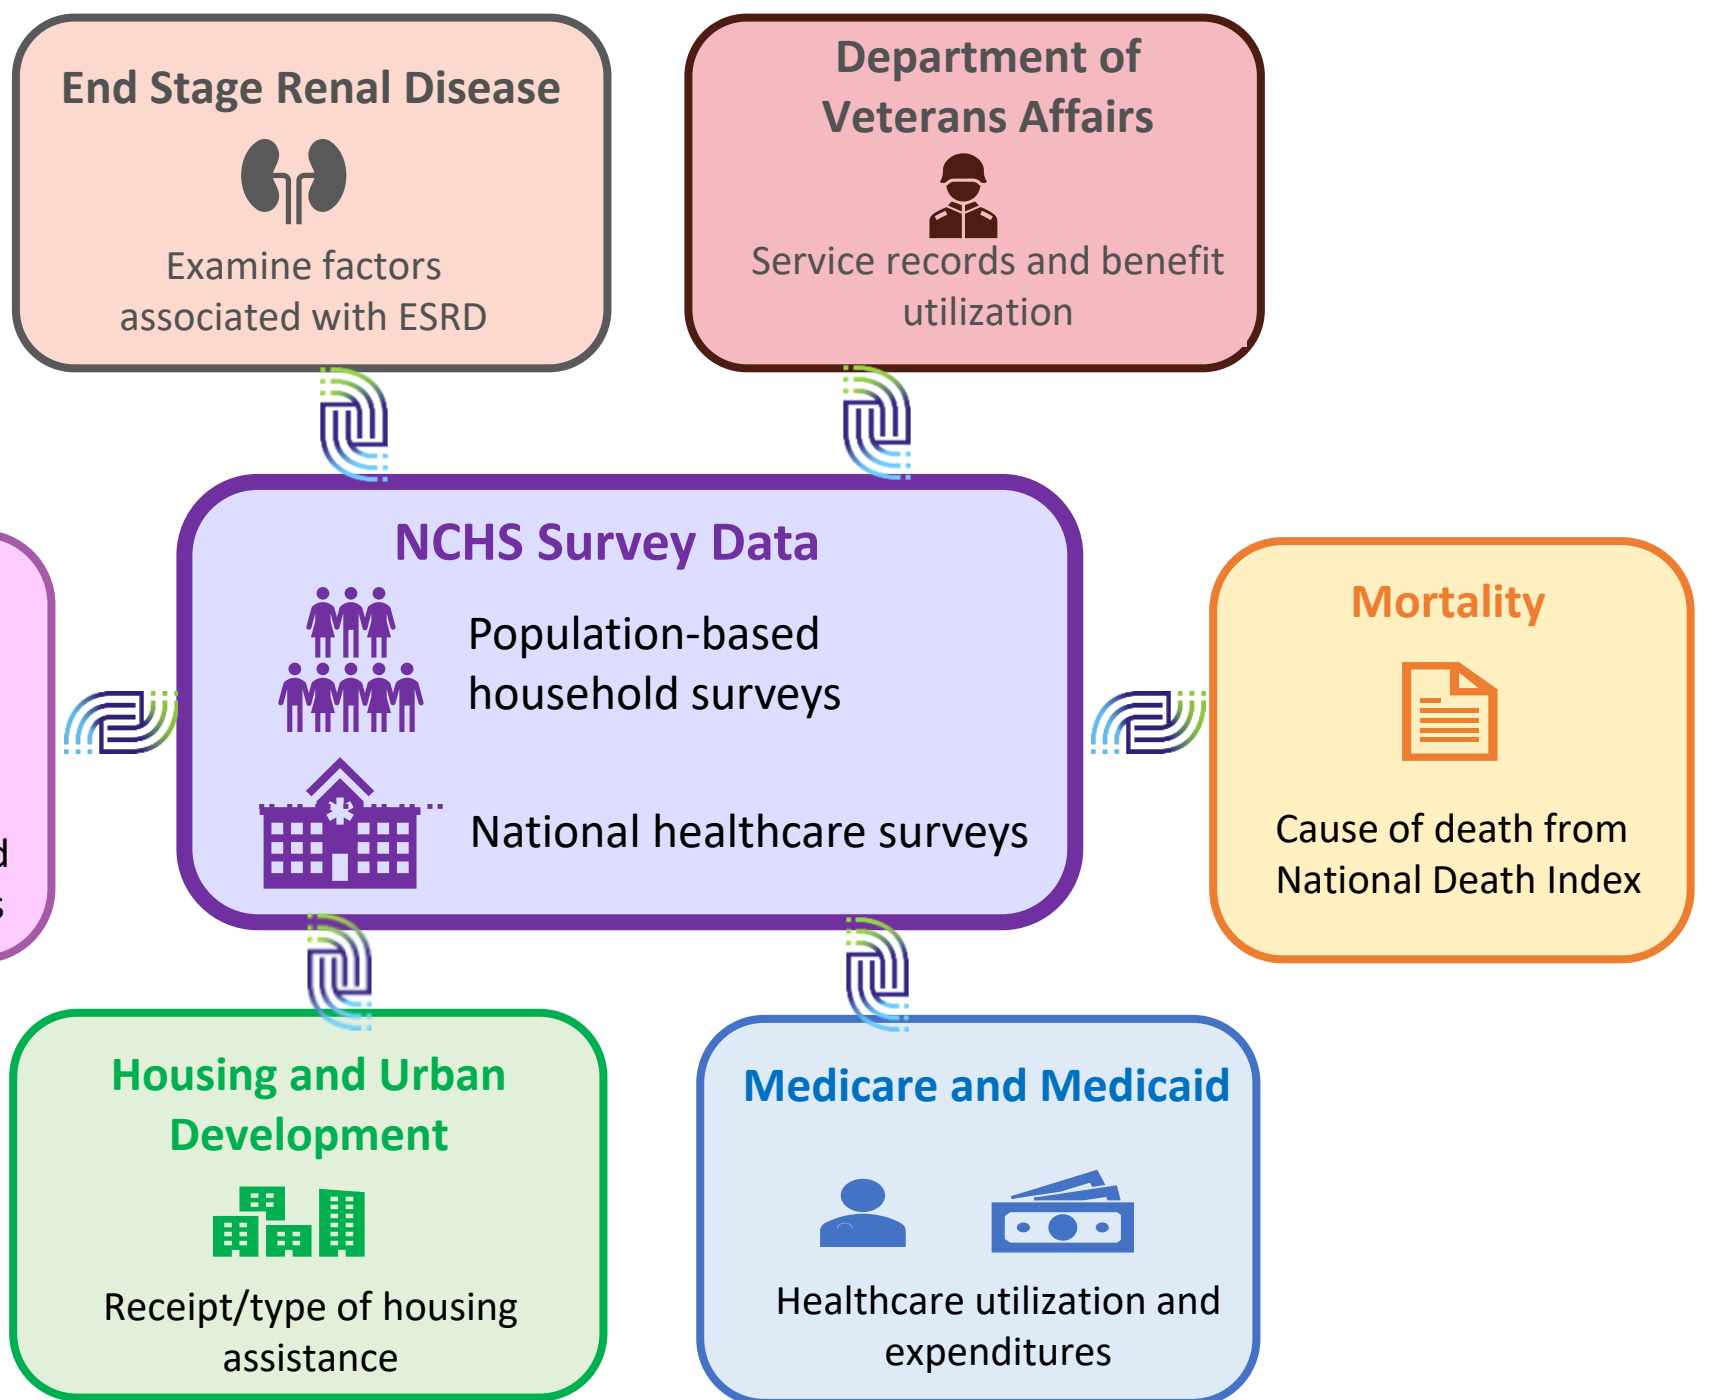 End Stage Renal Disease
Examine factors
associated with ESRD
Department of
Veterans Affairs
Service records and benefit
utilization
NCHS Survey Data
Population-based
household surveys
National healthcare surveys
Mortality
Cause of death from
National Death Index
Housing and Urban
Development
Receipt/type of housing
assistance
Medicare and Medicaid
Healthcare utilization and
expenditures